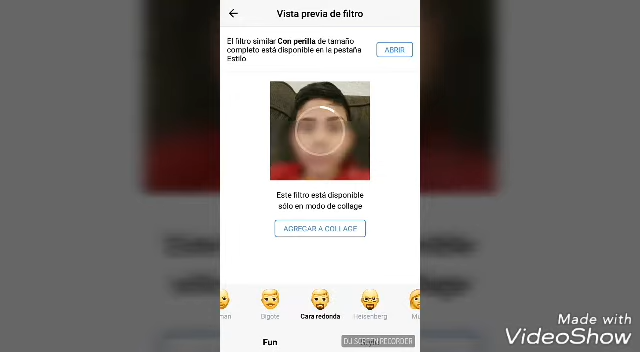 Vista previa de filtro
El filtro similar Con perilla de tamaño
completo está disponible en la pestaña
Estilo
ABRIR
Este filtro está disponible
sólo en modo de collage
AGREGAR A COLLAGE
Bigote
Cara redonda
Heisenberg
Fun
DU SCREEN RECORDER
Made with
VideoShow